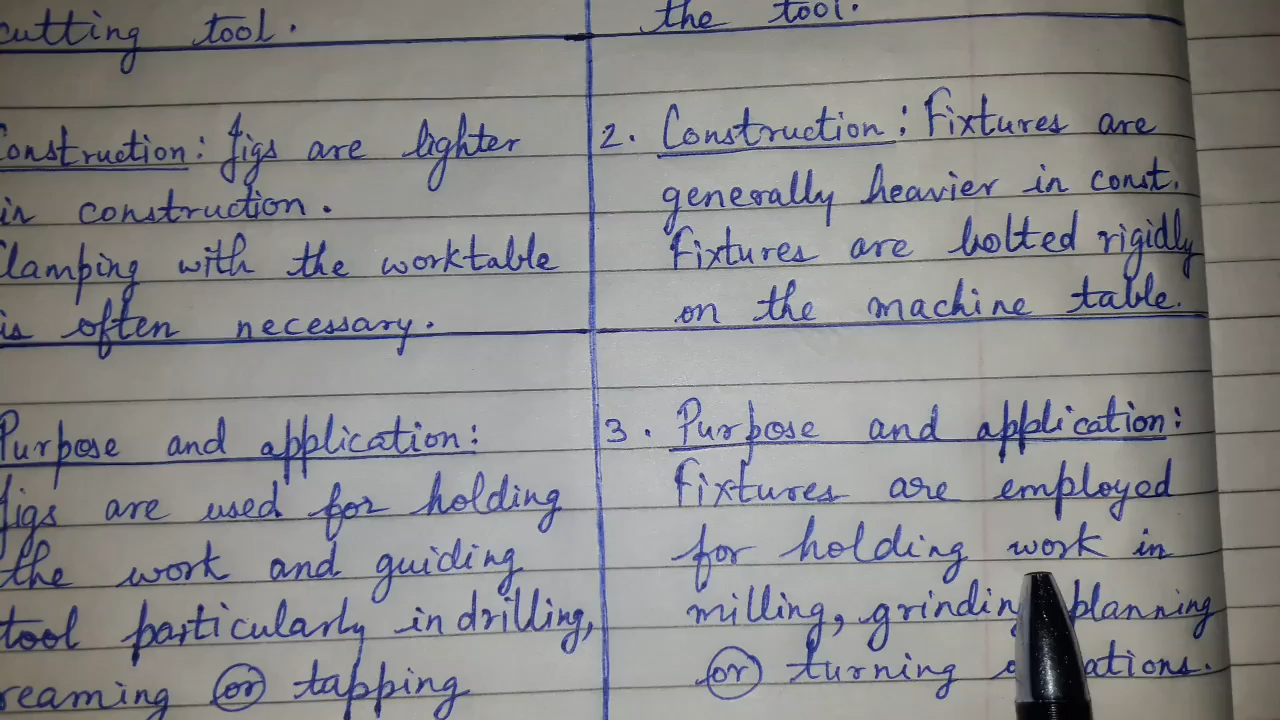 cutting tool.
Construction: Jigs are lighter
in construction.
Clamping with the worktable
is often necessary.
Purpose and application:
Jigs are used for holding
the work and guiding
tool particularly in drilling,
reaming or tapping
the tool.
2. Construction: Fixtures are
generally heavier in const.
Fixtures are bolted rigidly
on the machine table.
3. Purpose and application:
Fixtures are employed
for holding work in
milling, grinding planning
or turning